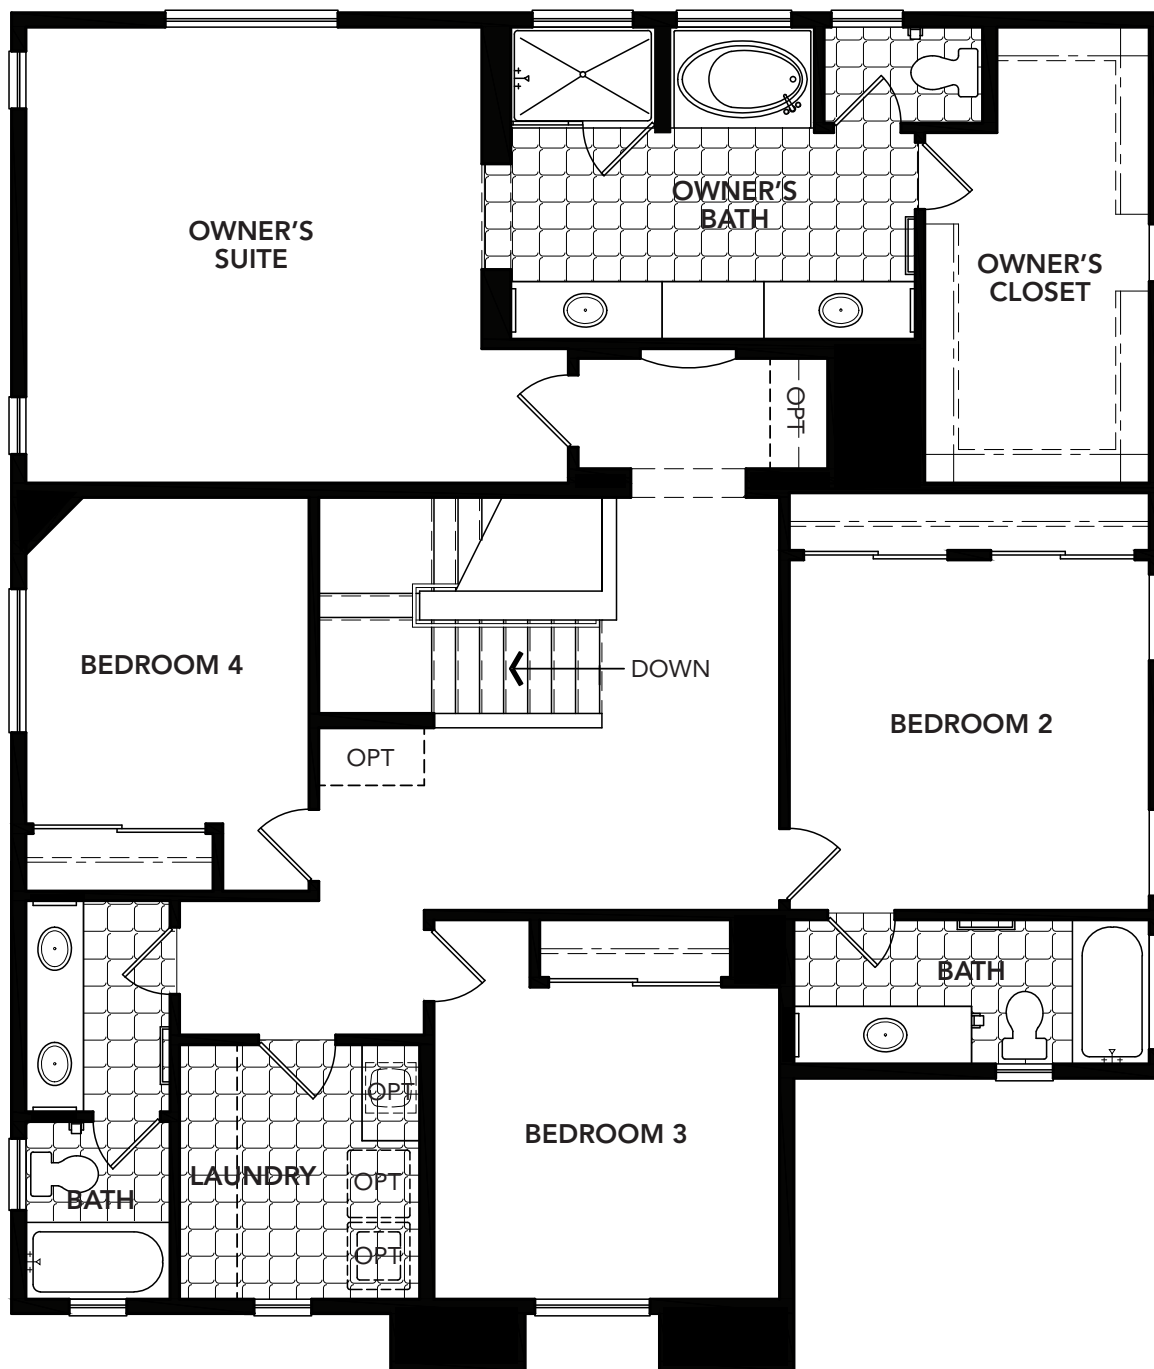 OWNER'S
SUITE
OWNER'S
BATH
OWNER'S
CLOSET
OPT
BEDROOM 4
DOWN
BEDROOM 2
OPT
BATH
OPT
BEDROOM 3
LAUNDRY
OPT
BATH
OPT